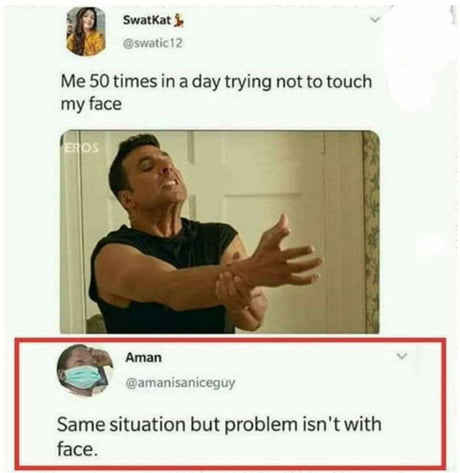 SwatKat
@swatic12
Me 50 times in a day trying not to touch
my face
EROS
Aman
@amanisaniceguy
Same situation but problem isn't with
face.